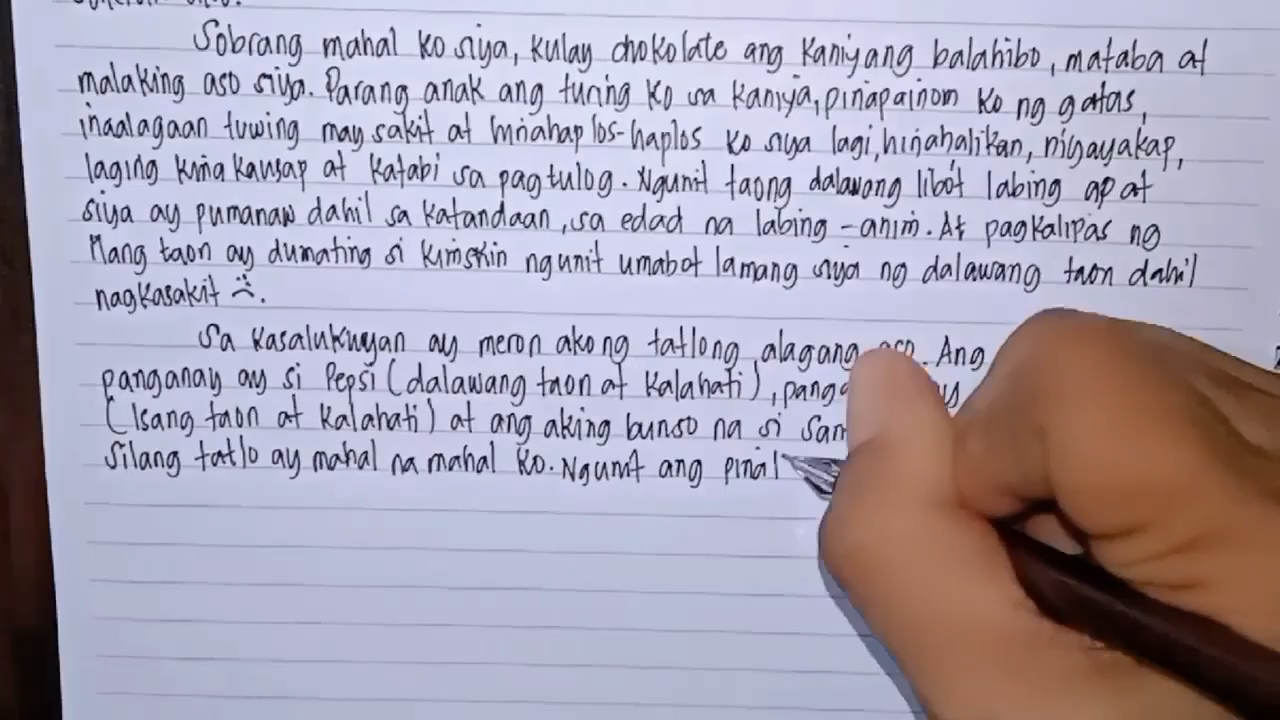 Sobrang mahal ko siya, kulay chokolate ang kaniyang balahibo, mataba at
malaking aso siya. Parang anak ang turing ko sa kaniya, pinapainom ko ng gatas,
inaalagaan tuwing may sakit at hinahaplos-haplos ko siya lagi, hinahalikan, niyayakap,
laging kinakausap at katabi sa pagtulog. Ngunit taong dalawang libo't labing apat
siya ay pumanaw dahil sa katandaan, sa edad na labing-anim. At pagkalipas ng
ilang taon ay dumating si Kimskin ngunit umabot lamang siya ng dalawang taon dahil
nagkasakit ☹.
Sa kasalukuyan ay meron akong tatlong alagang aso. Ang
panganay ay si Pepsi (dalawang taon at kalahati),
(Isang taon at kalahati) at ang aking bunso na si
Silang tatlo ay mahal na mahal ko. Ngunit ang pinal